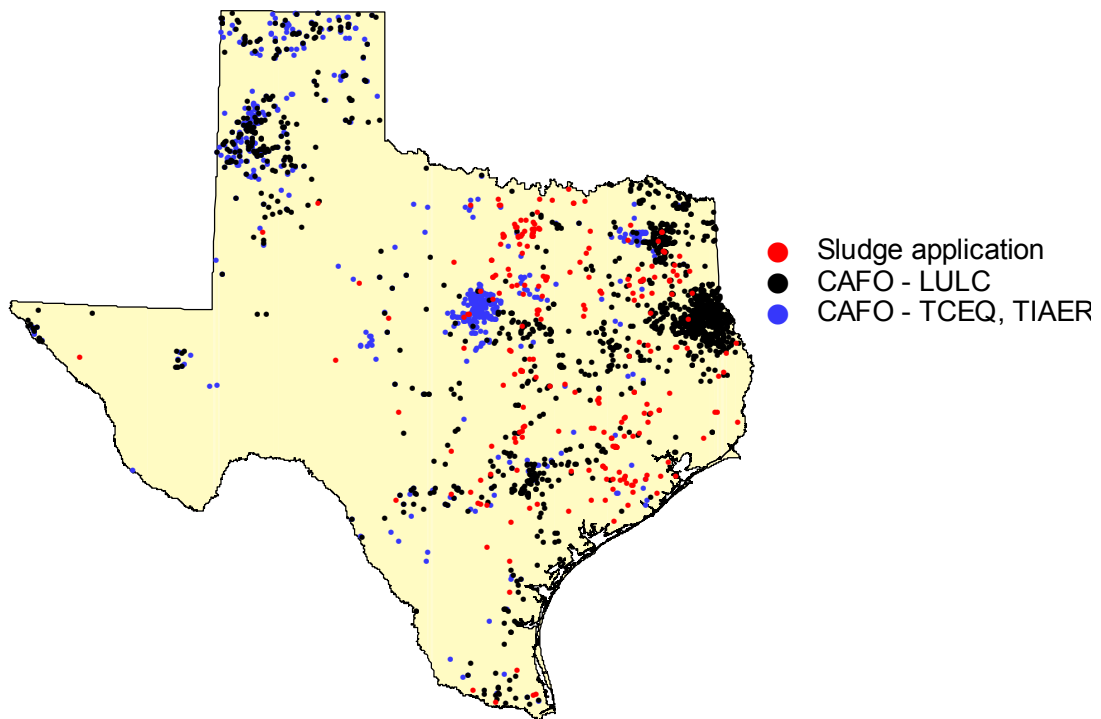 Sludge application
CAFO - LULC
CAFO - TCEQ, TIAER